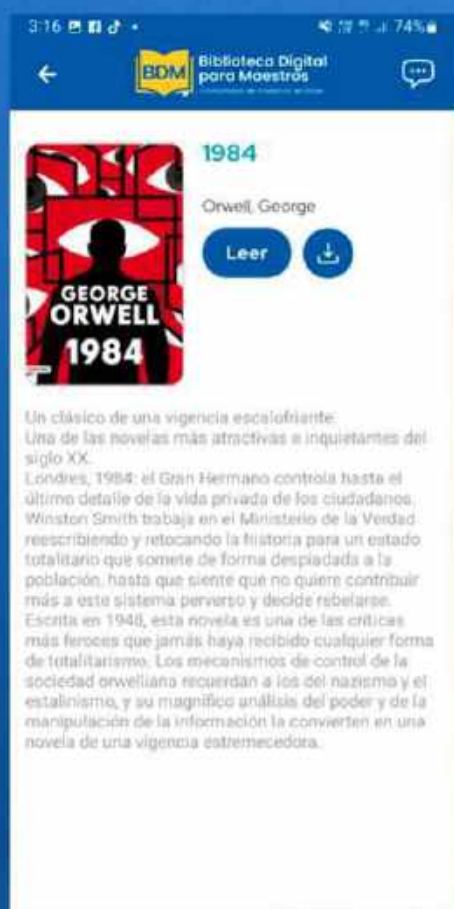 3:16
74%
BDM
Biblioteca Digital
para Maestros
1984
Orwell, George
Leer
GEORGE
ORWELL
1984
Un clásico de una vigencia escalofriante.
Una de las novelas más atractivas e inquietantes del
siglo XX.
Londres, 1984: el Gran Hermano controla hasta el
último detalle de la vida privada de los ciudadanos.
Winston Smith trabaja en el Ministerio de la Verdad
reescribiendo y retocando la historia para un estado
totalitario que somete de forma despiadada a la
población, hasta que siente que no quiere contribuir
más a este sistema perverso y decide rebelarse.
Escrita en 1948, esta novela es una de las críticas
más feroces que jamás haya recibido cualquier forma
de totalitarismo. Los mecanismos de control de la
sociedad orwelliana recuerdan a los del nazismo y el
estalinismo, y su magnífico análisis del poder y de la
manipulación de la información la convierten en una
novela de una vigencia estremecedora.